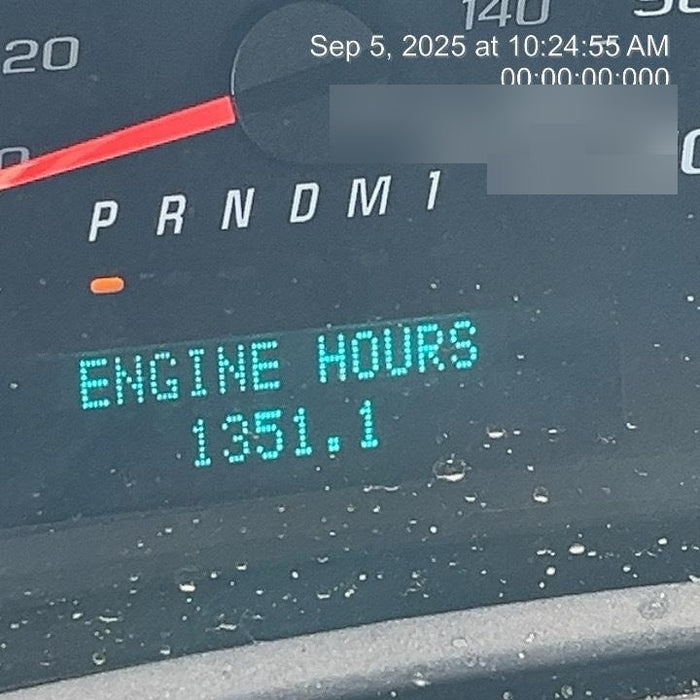 140
20
Sep 5, 2025 at 10:24:55 AM
00:00:00:000
0
P R N D M 1
ENGINE HOURS
1351.1